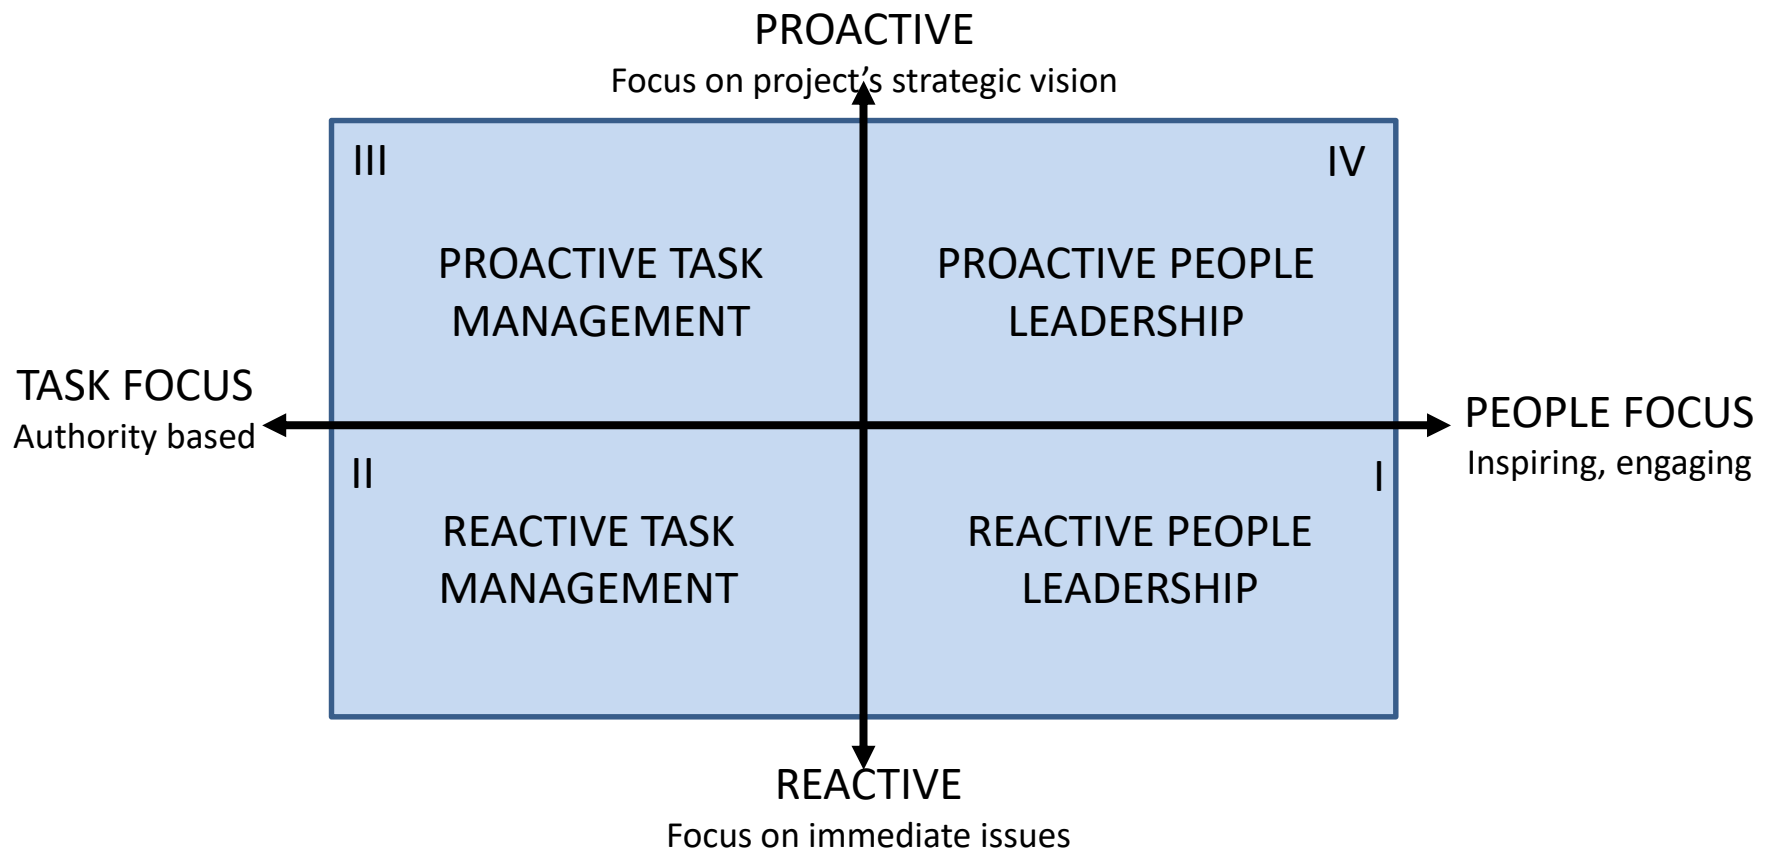 PROACTIVE
Focus on project's strategic vision
III
IV
PROACTIVE TASK
MANAGEMENT
PROACTIVE PEOPLE
LEADERSHIP
TASK FOCUS
Authority based
PEOPLE FOCUS
Inspiring, engaging
II
I
REACTIVE TASK
MANAGEMENT
REACTIVE PEOPLE
LEADERSHIP
REACTIVE
Focus on immediate issues